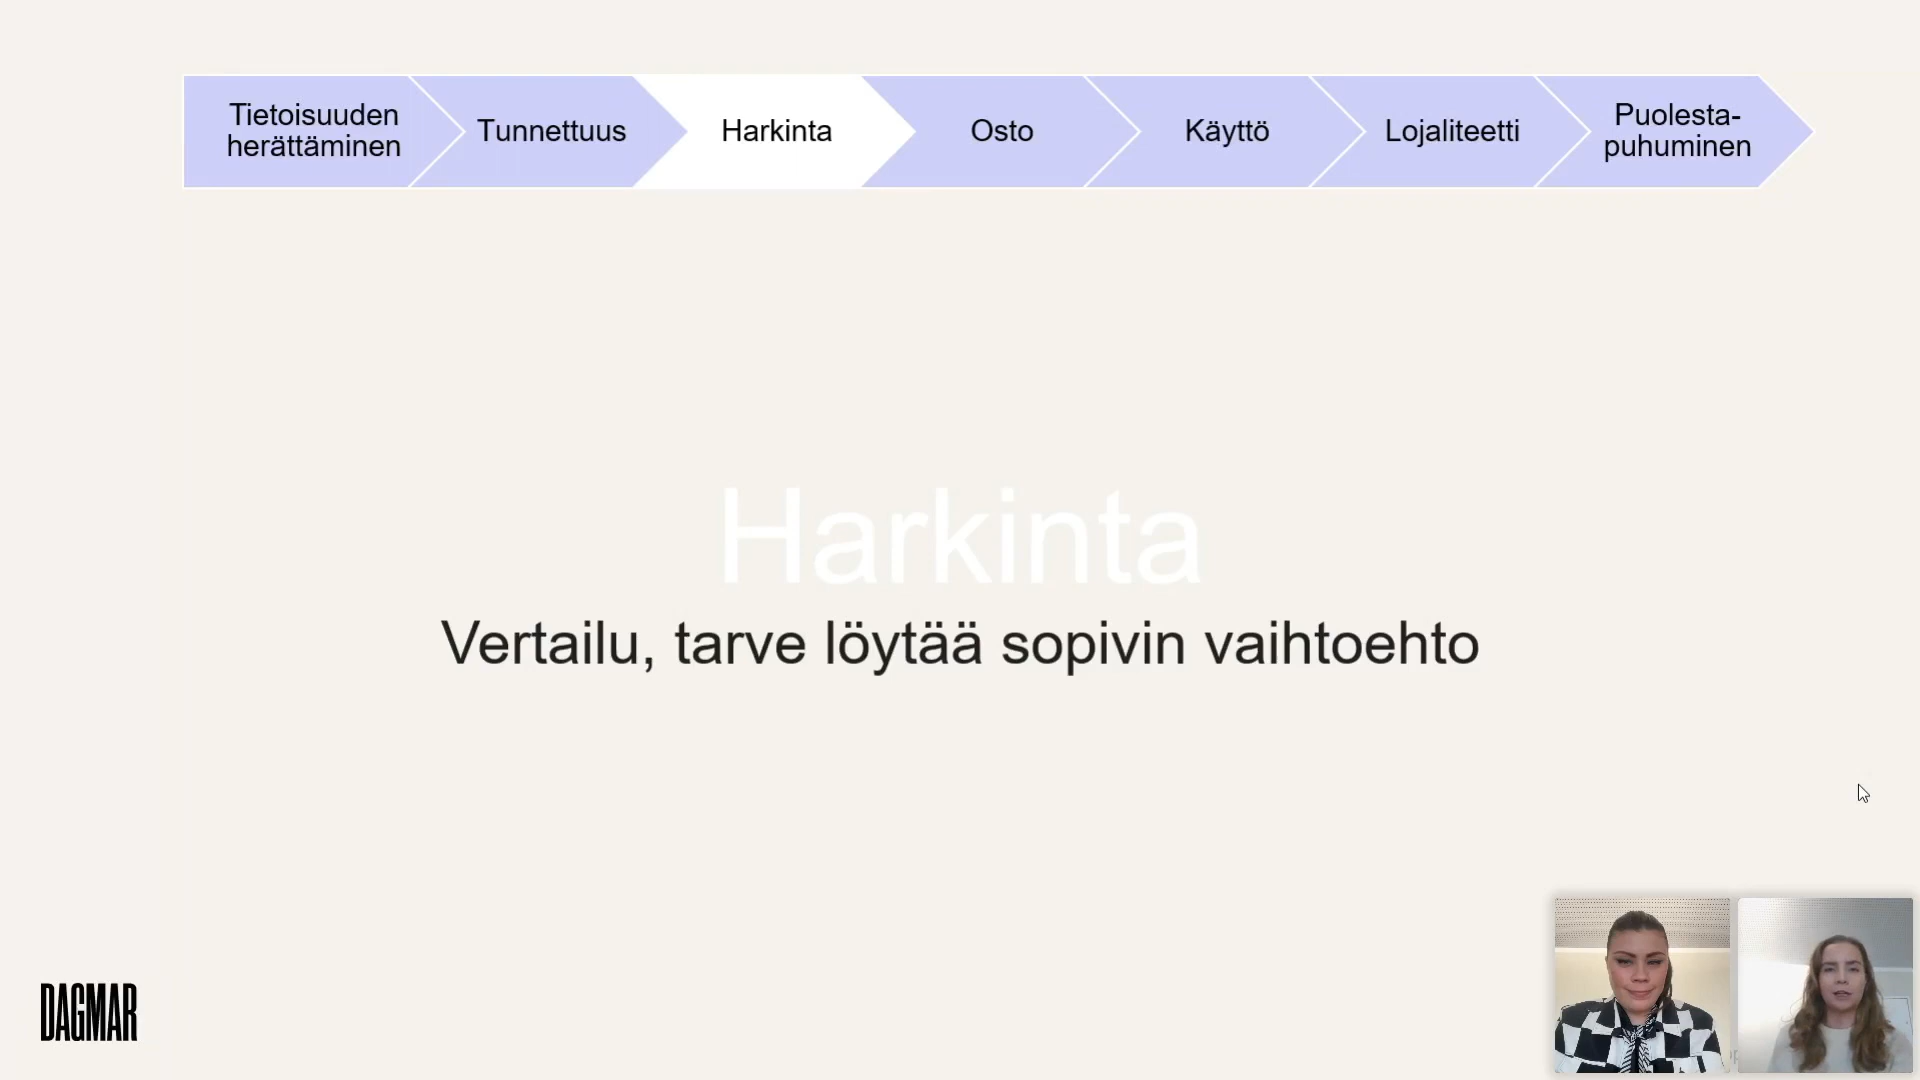 Tietoisuuden
herättäminen
Tunnettuus
Harkinta
Osto
Käyttö
Lojaliteetti
Puolesta-
puhuminen
Harkinta
Vertailu, tarve löytää sopivin vaihtoehto
DAGMAR